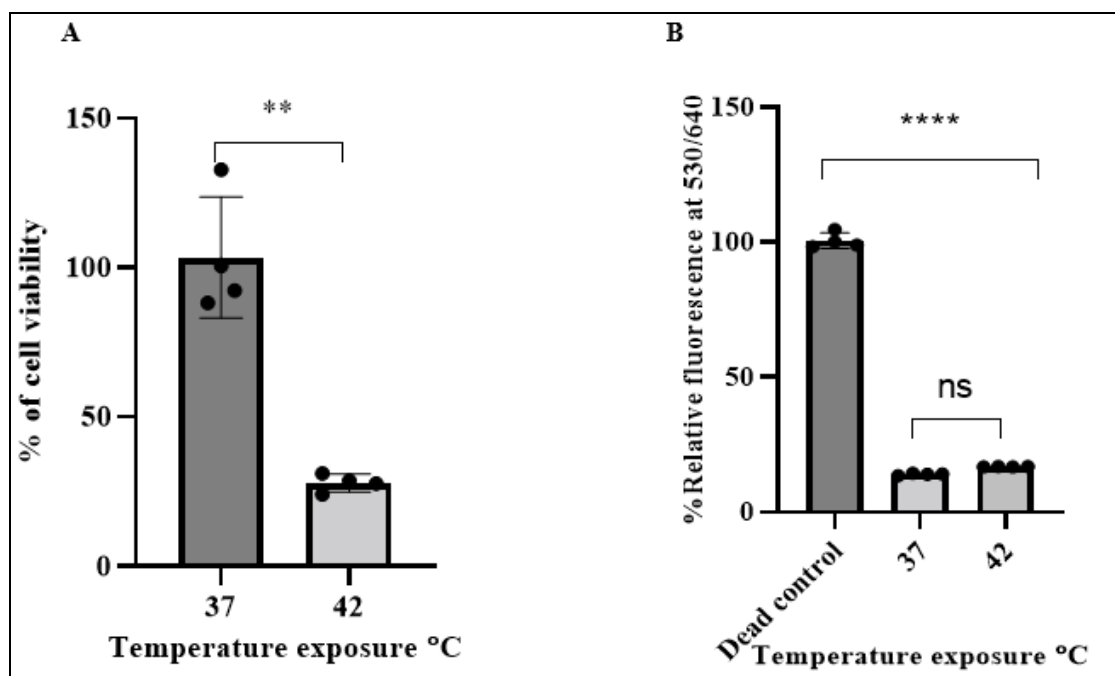 A
% of cell viability
150
100
50
0
**
37
42
Temperature exposure °C
B
%Relative fluorescence at 530/640
150
100
50
0
****
ns
Dead control
37
42
Temperature exposure °C